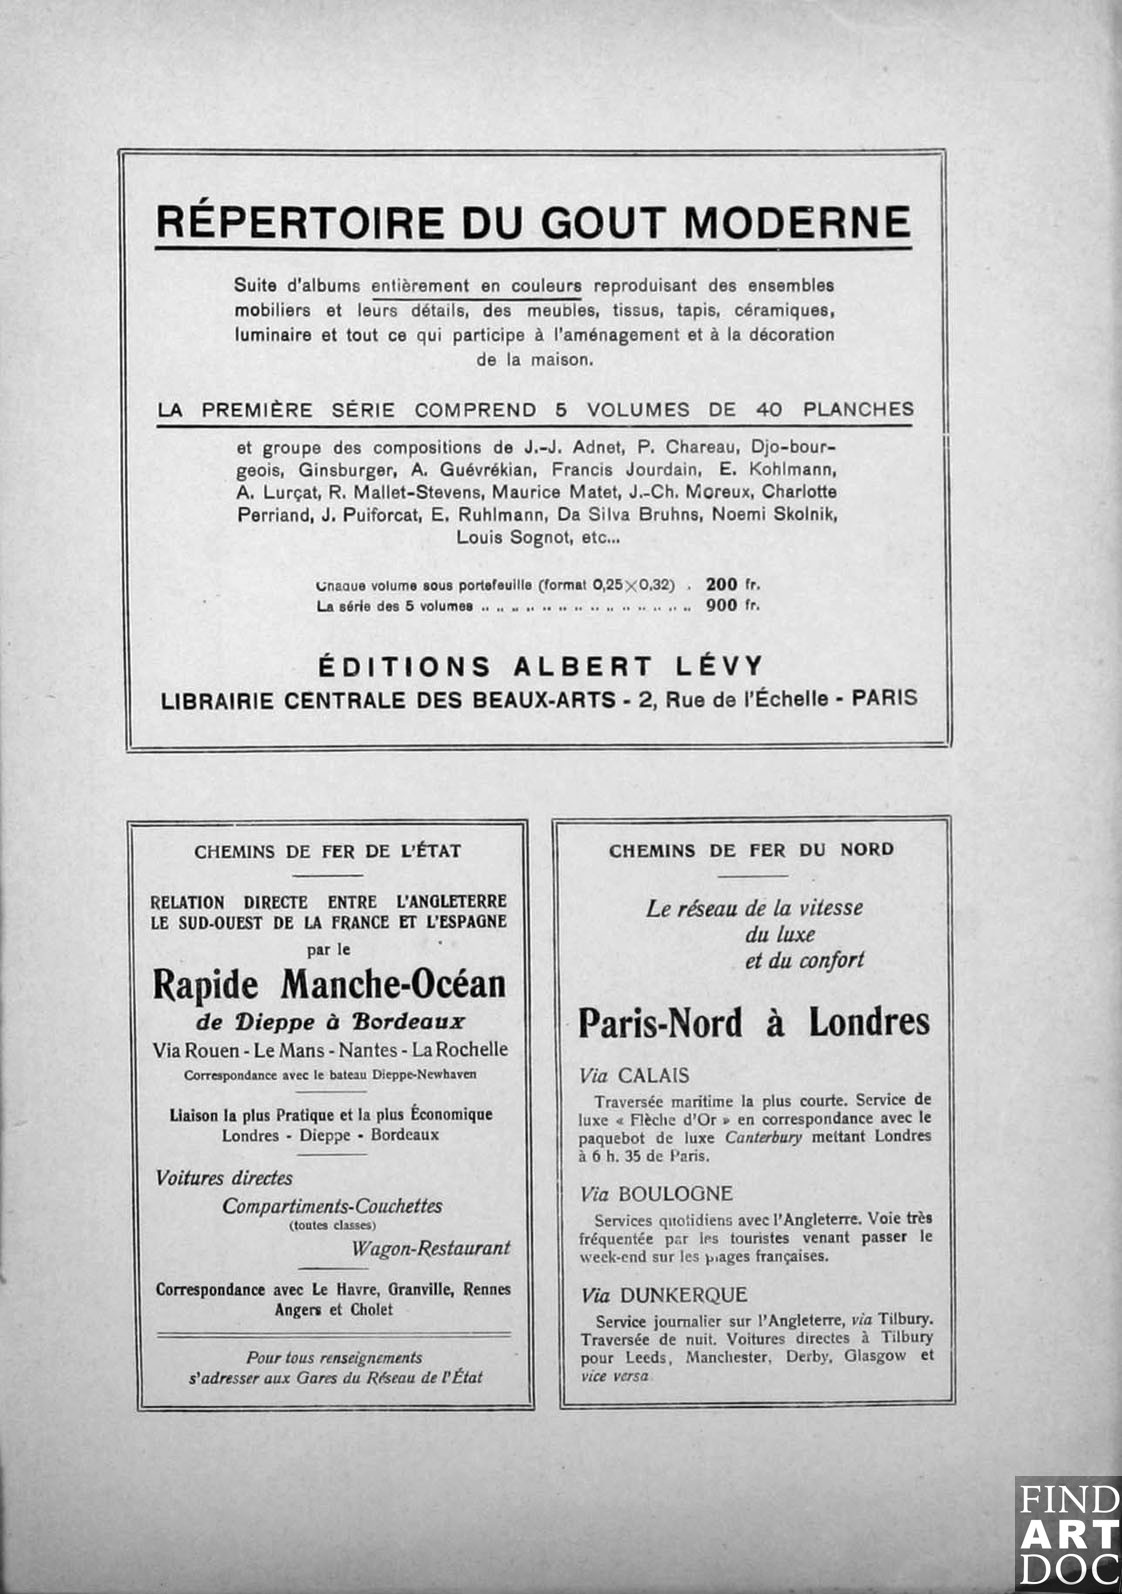 RÉPERTOIRE DU GOUT MODERNE
Suite d'albums entièrement en couleurs reproduisant des ensembles
mobiliers et leurs détails, des meubles, tissus, tapis, céramiques,
luminaire et tout ce qui participe à l'aménagement et à la décoration
de la maison.
LA PREMIÈRE SÉRIE COMPREND 5 VOLUMES DE 40 PLANCHES
et groupe des compositions de J.-J. Adnet, P. Chareau, Djo-bour-
geois, Ginsburger, A. Guévrékian, Francis Jourdain, E. Kohlmann,
A. Lurçat, R. Mallet-Stevens, Maurice Matet, J.-Ch. Moreux, Charlotte
Perriand, J. Puiforcat, E. Ruhlmann, Da Silva Bruhns, Noemi Skolnik,
Louis Sognot, etc...
Chaque volume sous portefeuille (format 0,25×0,32) . 200 fr.
La série des 5 volumes .. .. .. .. .. .. .. .. .. .. .. .. .. .. 900 fr.
ÉDITIONS ALBERT LÉVY
LIBRAIRIE CENTRALE DES BEAUX-ARTS - 2, Rue de l'Échelle - PARIS
CHEMINS DE FER DE L'ÉTAT
RELATION DIRECTE ENTRE L'ANGLETERRE
LE SUD-OUEST DE LA FRANCE ET L'ESPAGNE
par le
Rapide Manche-Océan
de Dieppe à Bordeaux
Via Rouen - Le Mans - Nantes - La Rochelle
Correspondance avec le bateau Dieppe-Newhaven
Liaison la plus Pratique et la plus Économique
Londres - Dieppe - Bordeaux
Voitures directes
Compartiments-Couchettes
(toutes classes)
Wagon-Restaurant
Correspondance avec Le Havre, Granville, Rennes
Angers et Cholet
Pour tous renseignements
s'adresser aux Gares du Réseau de l'État
CHEMINS DE FER DU NORD
Le réseau de la vitesse
du luxe
et du confort
Paris-Nord à Londres
Via CALAIS
Traversée maritime la plus courte. Service de
luxe « Flèche d'Or » en correspondance avec le
paquebot de luxe Canterbury mettant Londres
à 6 h. 35 de Paris.
Via BOULOGNE
Services quotidiens avec l'Angleterre. Voie très
fréquentée par les touristes venant passer le
week-end sur les plages françaises.
Via DUNKERQUE
Service journalier sur l'Angleterre, via Tilbury.
Traversée de nuit. Voitures directes à Tilbury
pour Leeds, Manchester, Derby, Glasgow et
vice versa
FIND
ART
DOC